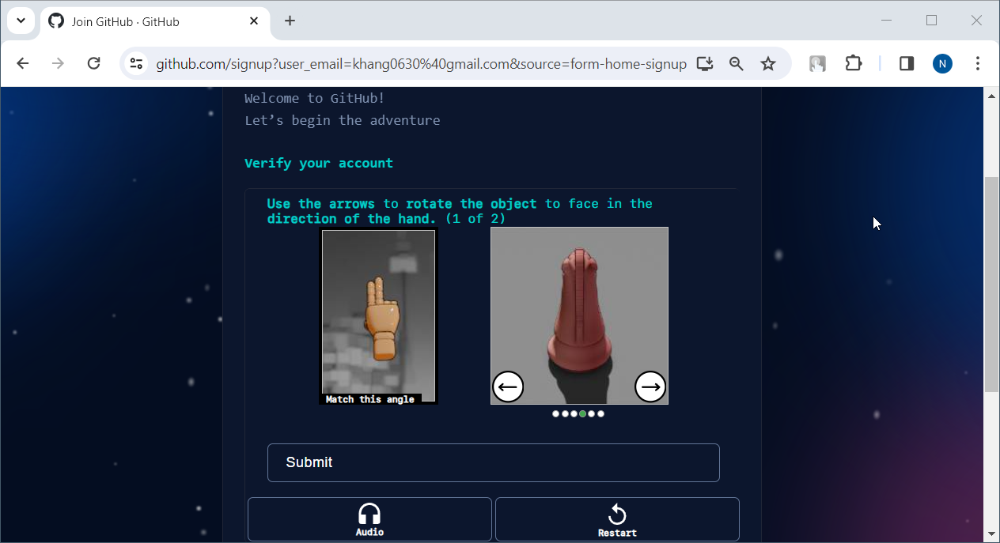 Join GitHub · GitHub
github.com/signup?user_email=khang0630%40gmail.com&source=form-home-signup
N
Welcome to GitHub!
Let’s begin the adventure
Verify your account
Use the arrows to rotate the object to face in the
direction of the hand. (1 of 2)
Match this angle
Submit
Audio
Restart